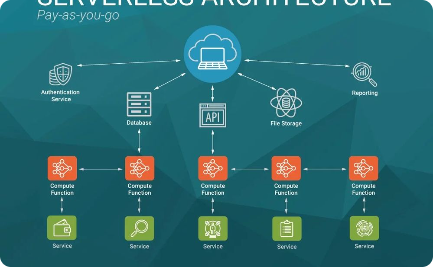 SERVERLESS ARCHITECTURE
Pay-as-you-go
Authentication
Service
Database
API
File Storage
Reporting
Compute
Function
Compute
Function
Compute
Function
Compute
Function
Compute
Function
Service
Service
Service
Service
Service